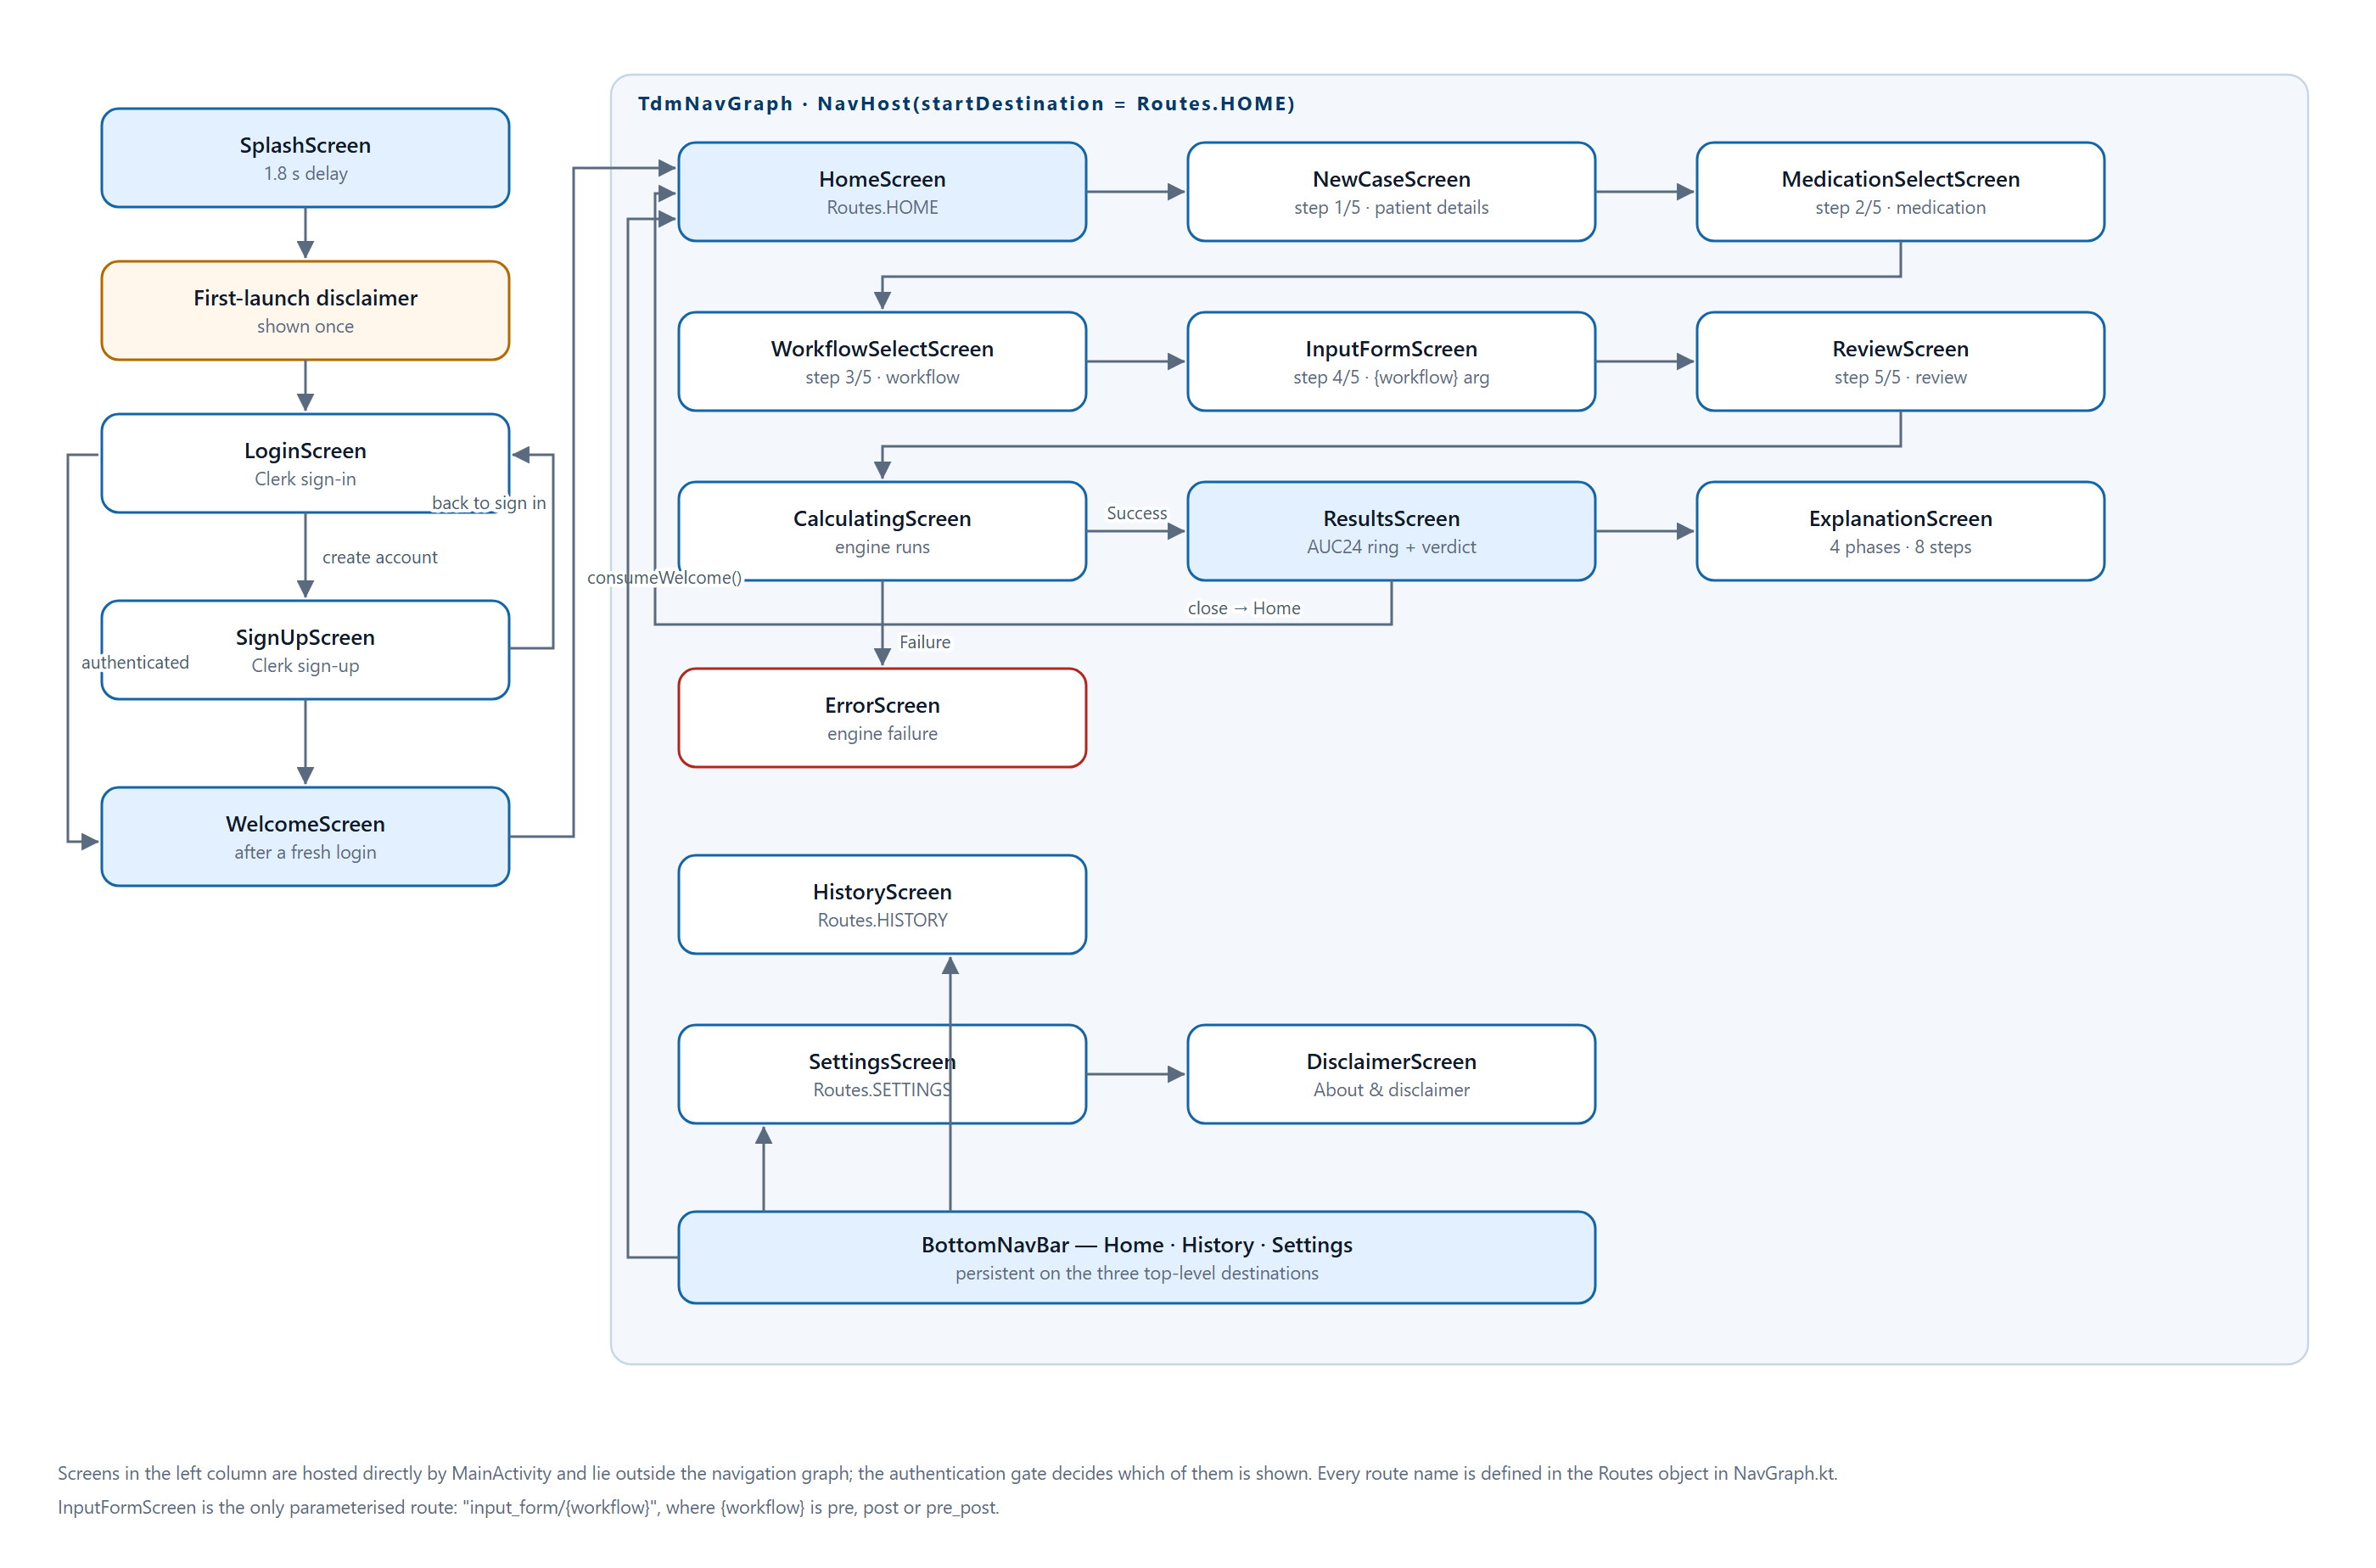 TdmNavGraph · NavHost(startDestination = Routes.HOME)
SplashScreen
1.8 s delay
First-launch disclaimer
shown once
LoginScreen
Clerk sign-in
back to sign in
create account
SignUpScreen
Clerk sign-up
authenticated
WelcomeScreen
after a fresh login
consumeWelcome()
HomeScreen
Routes.HOME
NewCaseScreen
step 1/5 · patient details
MedicationSelectScreen
step 2/5 · medication
WorkflowSelectScreen
step 3/5 · workflow
InputFormScreen
step 4/5 · {workflow} arg
ReviewScreen
step 5/5 · review
CalculatingScreen
engine runs
Success
ResultsScreen
AUC24 ring + verdict
ExplanationScreen
4 phases · 8 steps
close → Home
Failure
ErrorScreen
engine failure
HistoryScreen
Routes.HISTORY
SettingsScreen
Routes.SETTINGS
DisclaimerScreen
About & disclaimer
BottomNavBar — Home · History · Settings
persistent on the three top-level destinations
Screens in the left column are hosted directly by MainActivity and lie outside the navigation graph; the authentication gate decides which of them is shown. Every route name is defined in the Routes object in NavGraph.kt.
InputFormScreen is the only parameterised route: "input_form/{workflow}", where {workflow} is pre, post or pre_post.